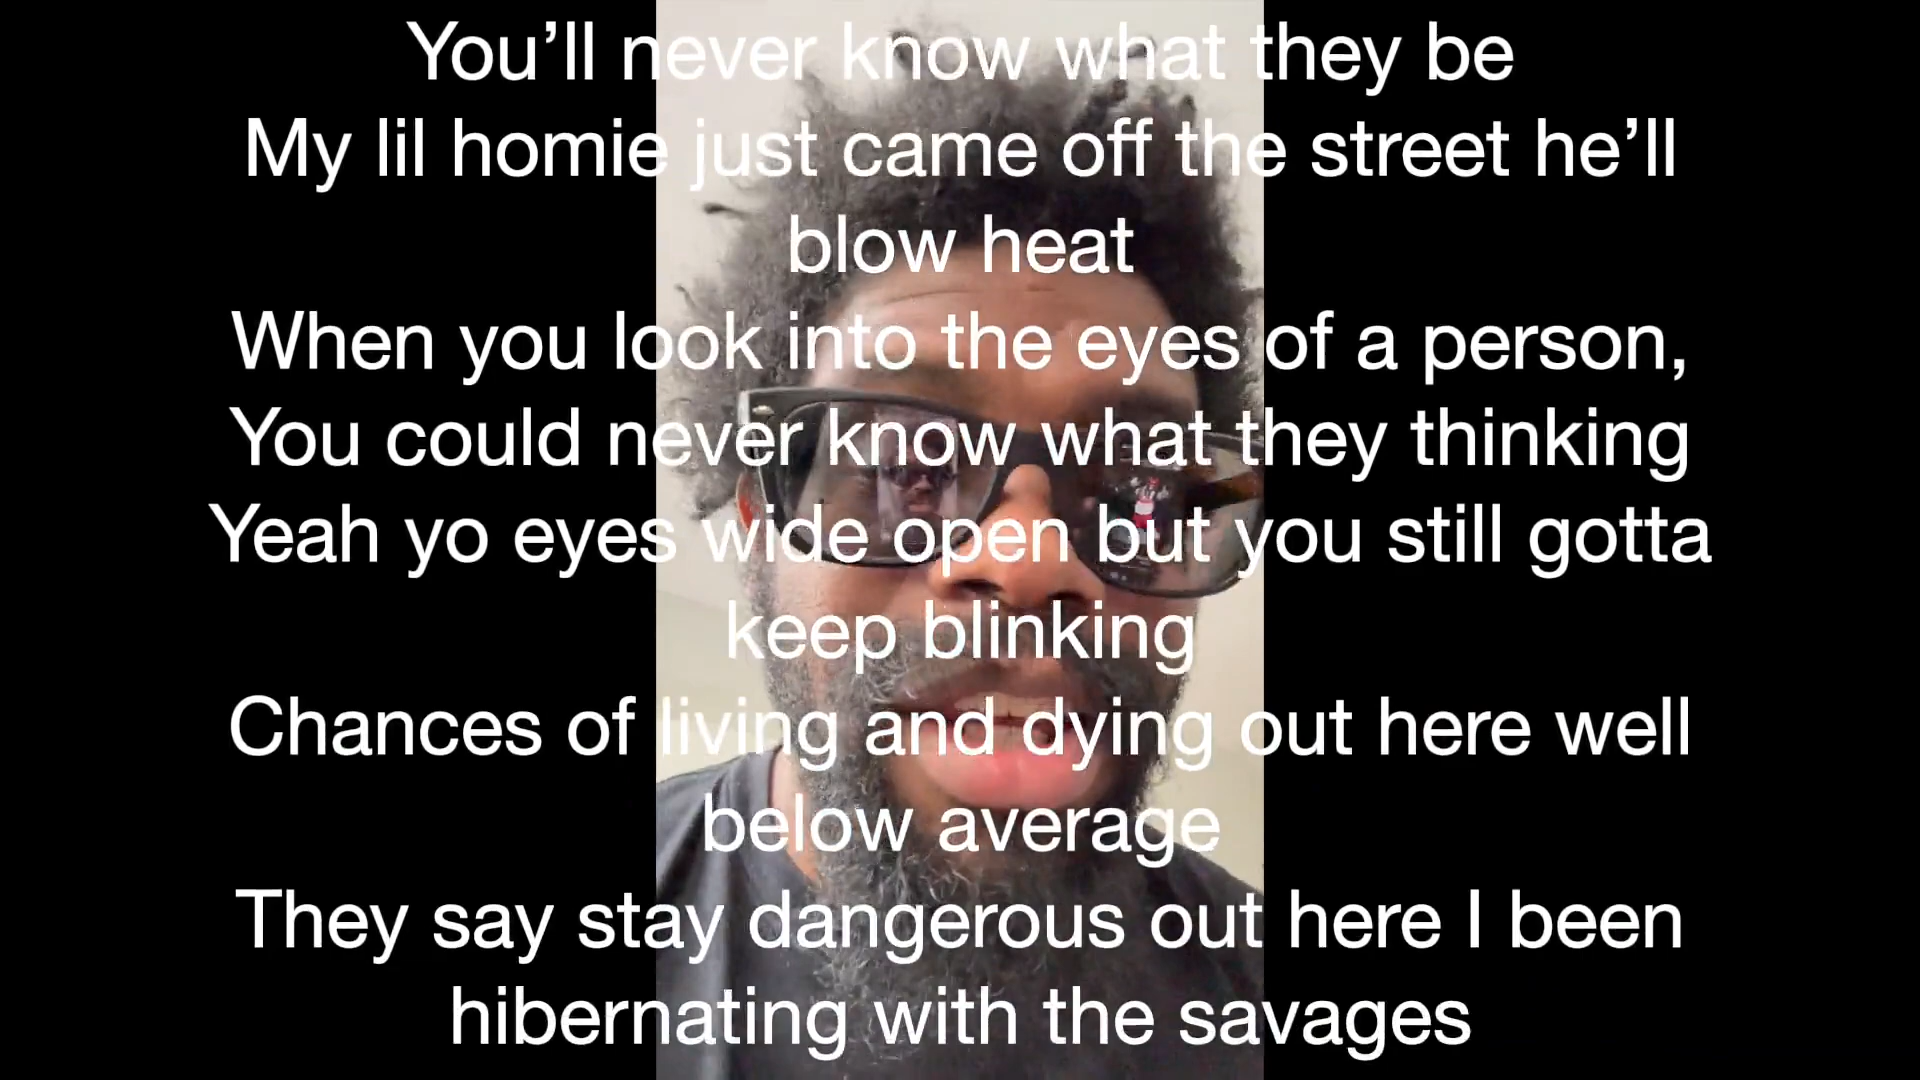 You’ll never know what they be
My lil homie just came off the street he’ll
blow heat
When you look into the eyes of a person,
You could never know what they thinking
Yeah yo eyes wide open but you still gotta
keep blinking
Chances of living and dying out here well
below average
They say stay dangerous out here I been
hibernating with the savages